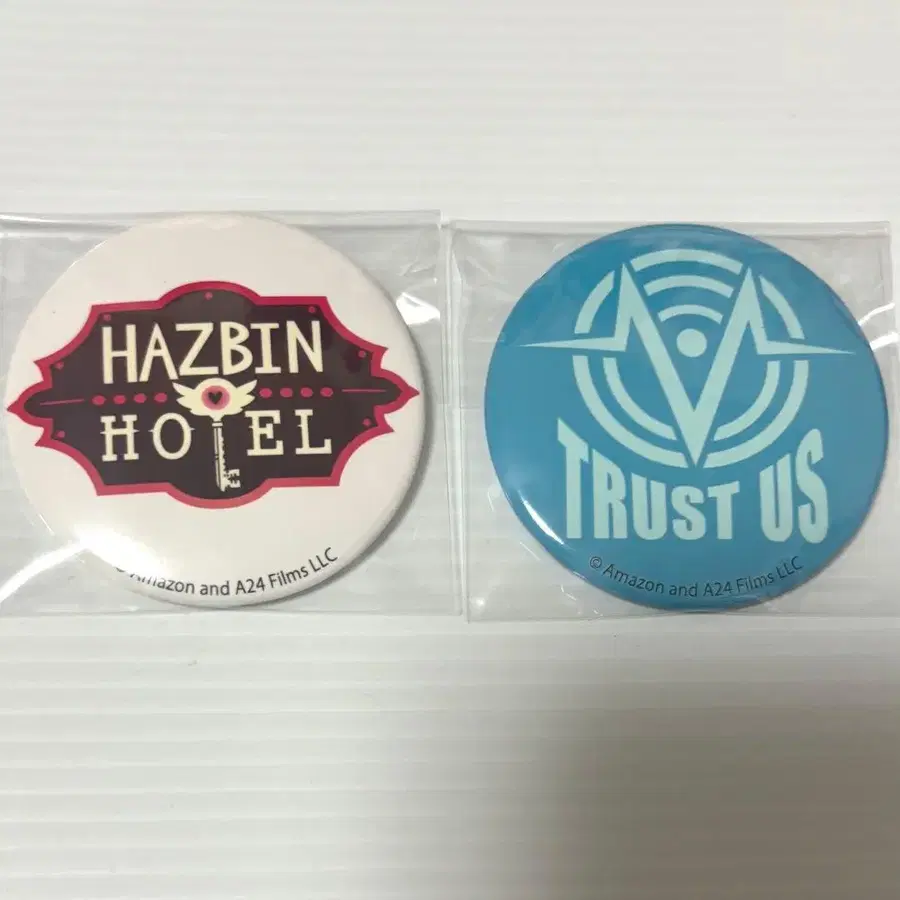 HAZBIN
HOTEL
© Amazon and A24 Films LLC
TRUST US
© Amazon and A24 Films LLC